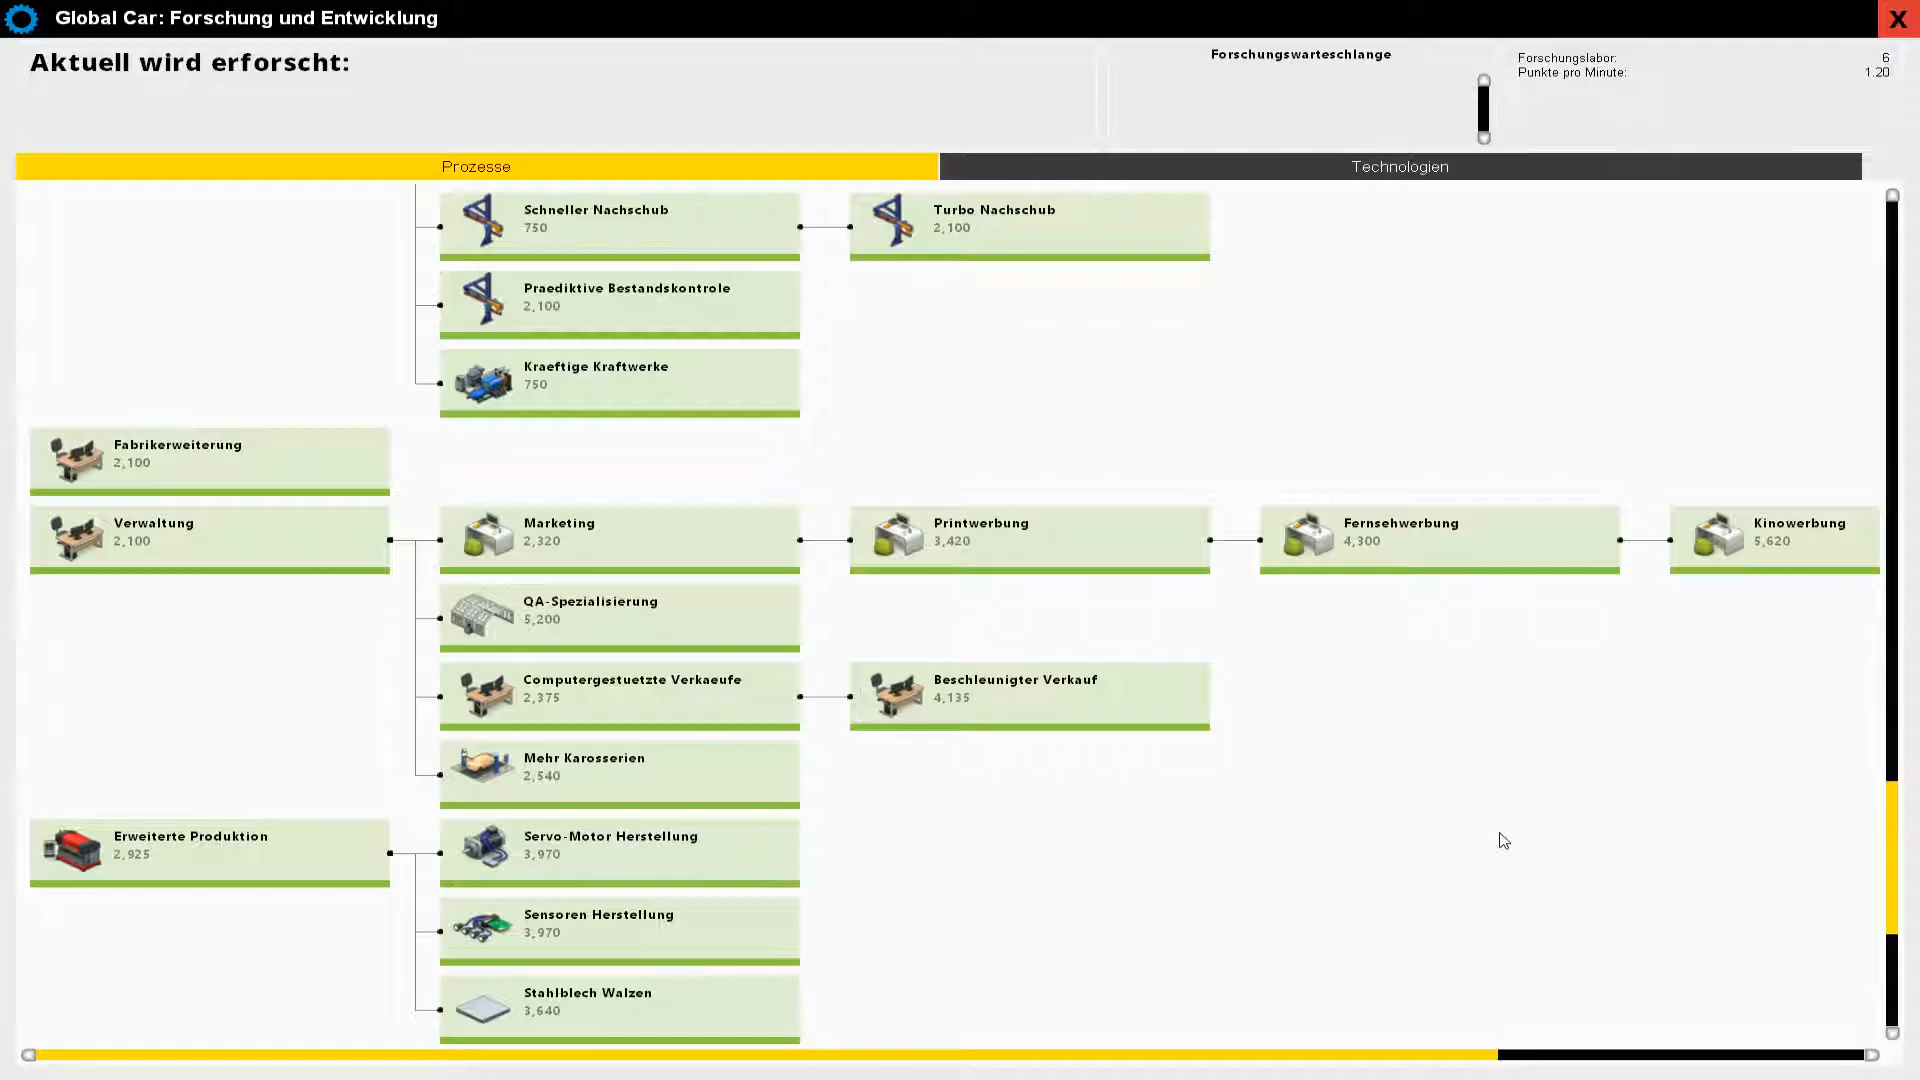 Global Car: Forschung und Entwicklung
X
Aktuell wird erforscht:
Forschungswarteschlange
Forschungslabor: 6
Punkte pro Minute: 1.20
Prozesse
Technologien
Schneller Nachschub
750
Turbo Nachschub
2,100
Praediktive Bestandskontrole
2,100
Kraeftige Kraftwerke
750
Fabrikerweiterung
2,100
Verwaltung
2,100
Marketing
2,320
Printwerbung
3,420
Fernsehwerbung
4,300
Kinowerbung
5,620
QA-Spezialisierung
5,200
Computergestuetzte Verkaeufe
2,375
Beschleunigter Verkauf
4,135
Mehr Karosserien
2,540
Erweiterte Produktion
2,925
Servo-Motor Herstellung
3,970
Sensoren Herstellung
3,970
Stahlblech Walzen
3,640